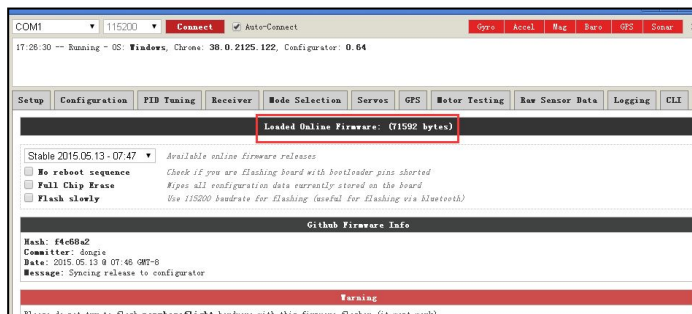 COM1 115200 Connect Auto-Connect Gyro Accel Mag Baro GPS Sonar
17:26:30 -- Running - OS: Windows, Chrome: 38.0.2125.122, Configurator: 0.64
Setup Configuration PID Tuning Receiver Mode Selection Servos GPS Motor Testing Raw Sensor Data Logging CLI
Loaded Online Firmware: (71592 bytes)
Stable 2015.05.13 - 07:47 Available online firmware releases
No reboot sequence Check if you are flashing board with bootloader pins shorted
Full Chip Erase Wipes all configuration data currently stored on the board
Flash slowly Use 115200 baudrate for flashing (useful for flashing via bluetooth)
Github Firmware Info
Hash: f4c68a2
Committer: dongie
Date: 2015.05.13 @ 07:46 GMT-8
Message: Syncing release to configurator
Warning